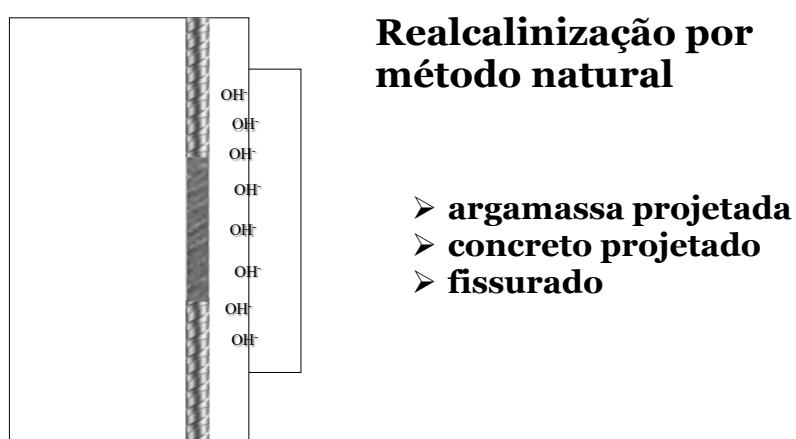 Realcalinização por
método natural
OH-
OH-
OH-
OH-
OH-
OH-
OH-
OH-
➢ argamassa projetada
➢ concreto projetado
➢ fissurado